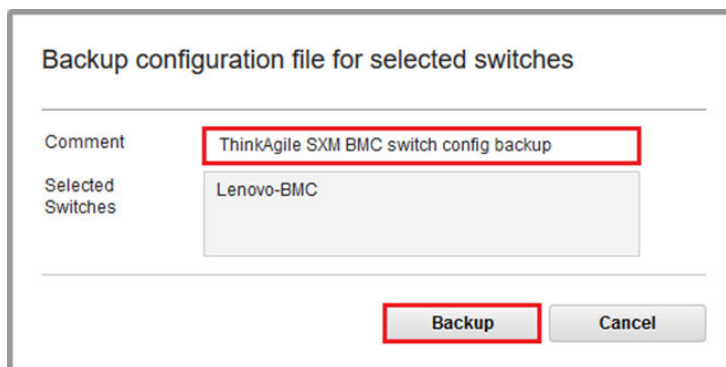 Backup configuration file for selected switches
Comment
ThinkAgile SXM BMC switch config backup
Selected
Switches
Lenovo-BMC
Backup
Cancel